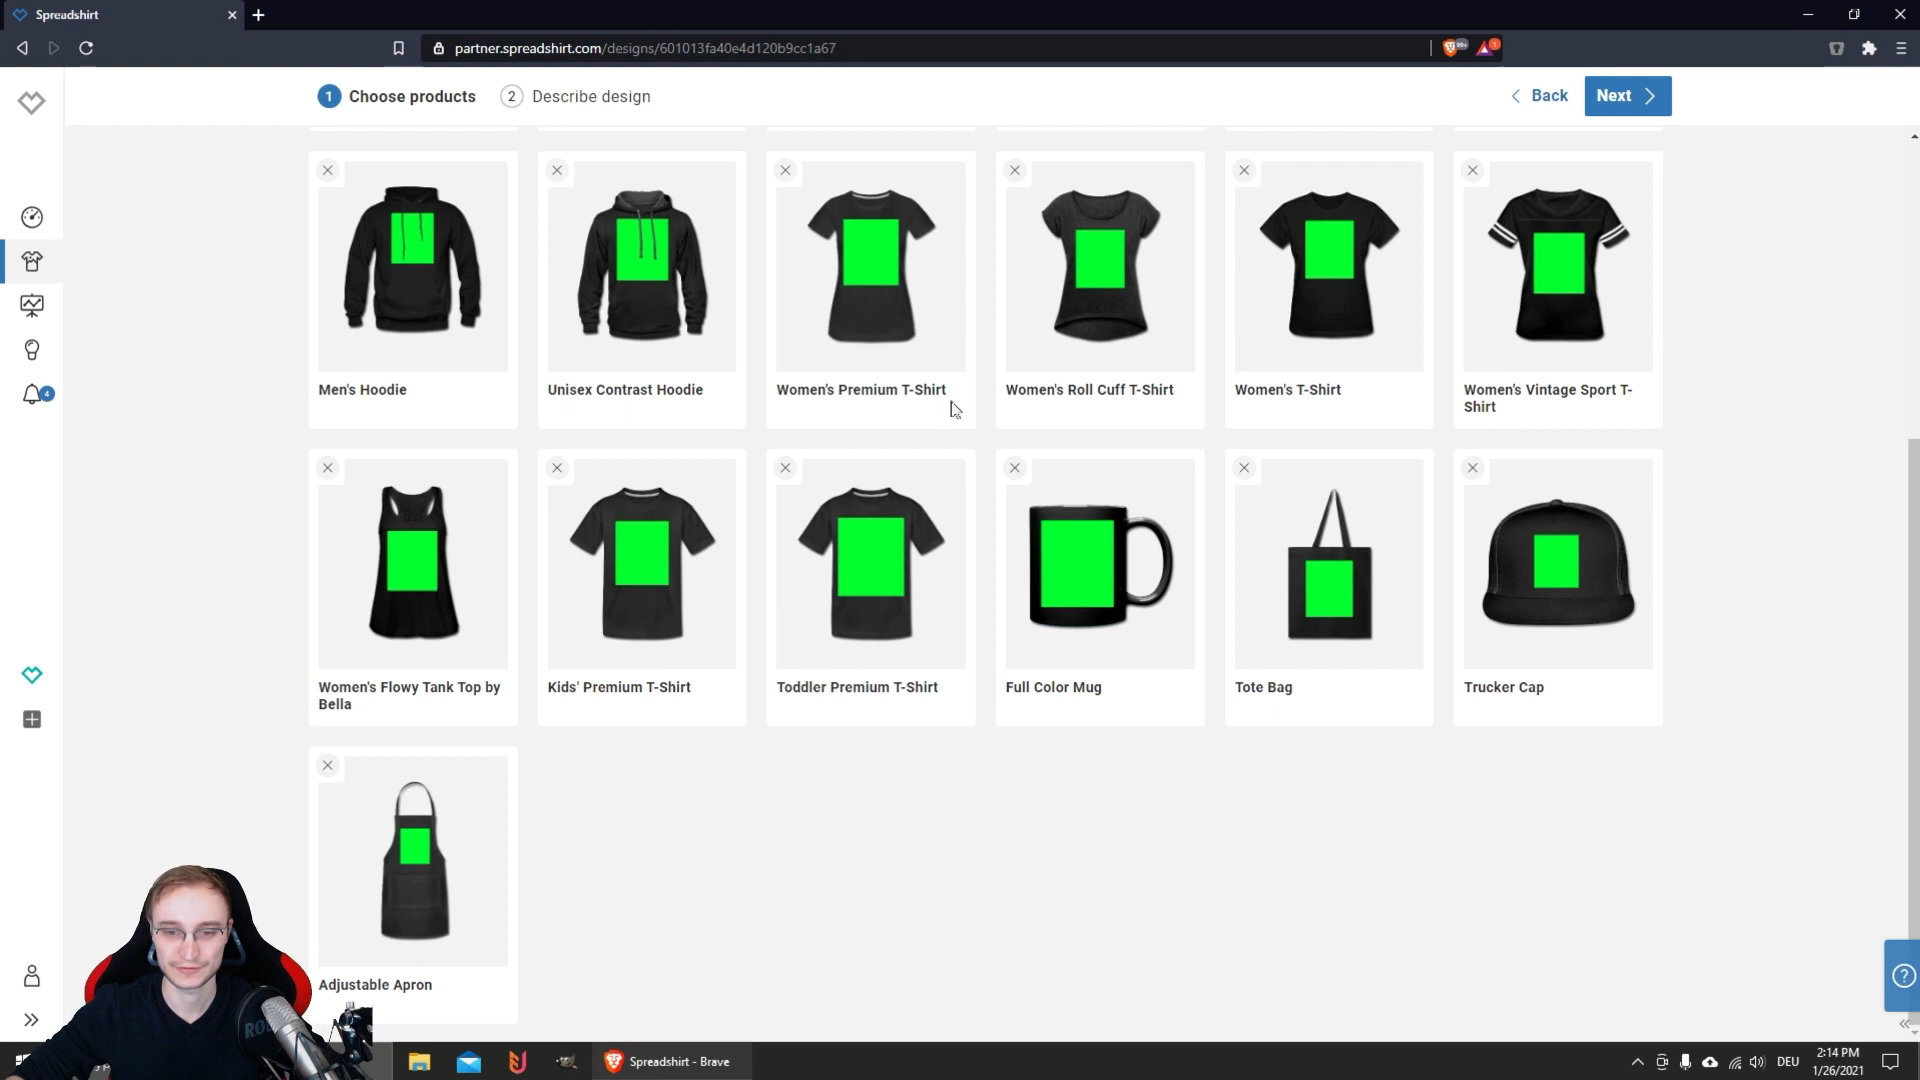 Spreadshirt
partner.spreadshirt.com/designs/601013fa40e4d120b9cc1a67
99+
1
1 Choose products
2 Describe design
Back
Next
4
Men's Hoodie
Unisex Contrast Hoodie
Women's Premium T-Shirt
Women's Roll Cuff T-Shirt
Women's T-Shirt
Women's Vintage Sport T-
Shirt
Women's Flowy Tank Top by
Bella
Kids' Premium T-Shirt
Toddler Premium T-Shirt
Full Color Mug
Tote Bag
Trucker Cap
Adjustable Apron
Spreadshirt - Brave
DEU
2:14 PM
1/26/2021